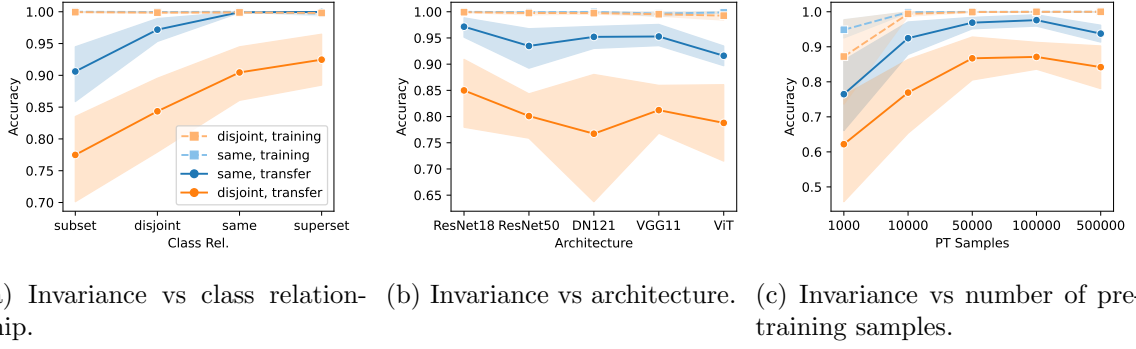 1.00
0.95
0.90
0.85
0.80
0.75
0.70
Accuracy
subset disjoint same superset
Class Rel.
disjoint, training
same, training
same, transfer
disjoint, transfer
1.00
0.95
0.90
0.85
0.80
0.75
0.70
0.65
Accuracy
ResNet18 ResNet50 DN121 VGG11 ViT
Architecture
1.0
0.9
0.8
0.7
0.6
0.5
Accuracy
1000 10000 50000 100000 500000
PT Samples
) Invariance vs class relation-
ip.
(b) Invariance vs architecture.
(c) Invariance vs number of pre-
training samples.